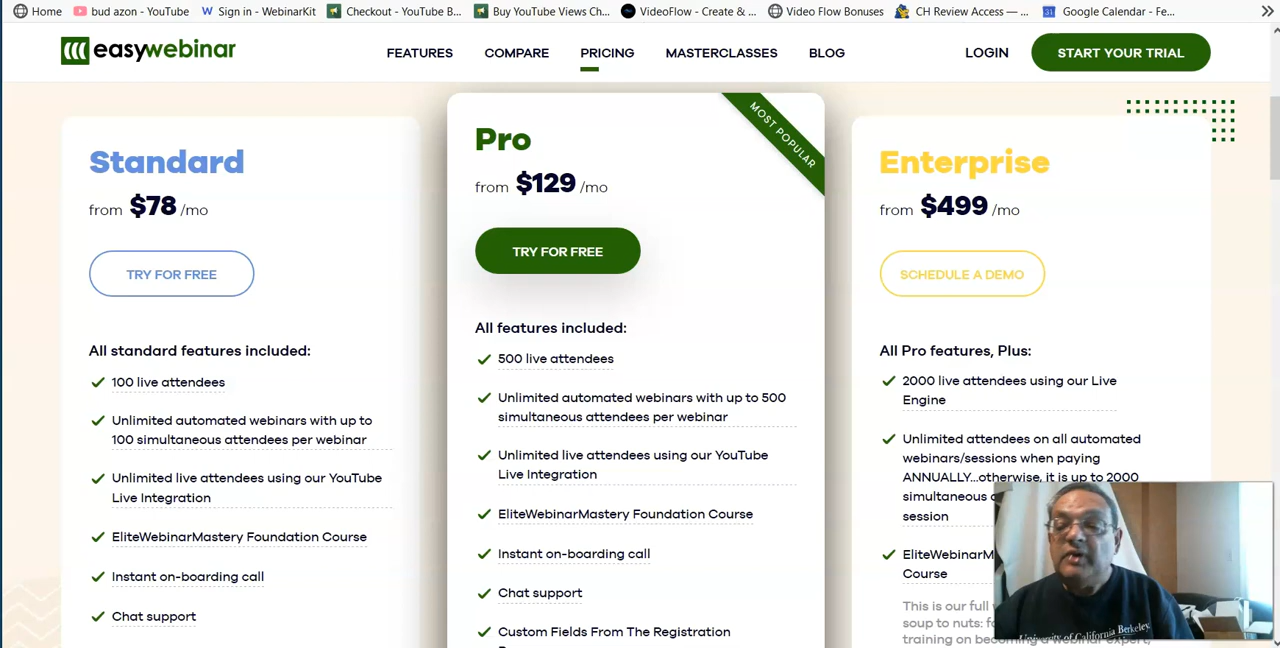 Home
bud azon - YouTube
Sign in - WebinarKit
Checkout - YouTube B...
Buy YouTube Views Ch...
VideoFlow - Create & ...
Video Flow Bonuses
CH Review Access — ...
Google Calendar - Fe...
easywebinar
FEATURES
COMPARE
PRICING
MASTERCLASSES
BLOG
LOGIN
START YOUR TRIAL
Standard
from $78 /mo
TRY FOR FREE
All standard features included:
100 live attendees
Unlimited automated webinars with up to
100 simultaneous attendees per webinar
Unlimited live attendees using our YouTube
Live Integration
EliteWebinarMastery Foundation Course
Instant on-boarding call
Chat support
MOST POPULAR
Pro
from $129 /mo
TRY FOR FREE
All features included:
500 live attendees
Unlimited automated webinars with up to 500
simultaneous attendees per webinar
Unlimited live attendees using our YouTube
Live Integration
EliteWebinarMastery Foundation Course
Instant on-boarding call
Chat support
Custom Fields From The Registration
Enterprise
from $499 /mo
SCHEDULE A DEMO
All Pro features, Plus:
2000 live attendees using our Live
Engine
Unlimited attendees on all automated
webinars/sessions when paying
ANNUALLY...otherwise, it is up to 2000
simultaneous
session
EliteWebinarM
Course
This is our full
soup to nuts:
training on becoming a webinar expert,
University of California Berkeley